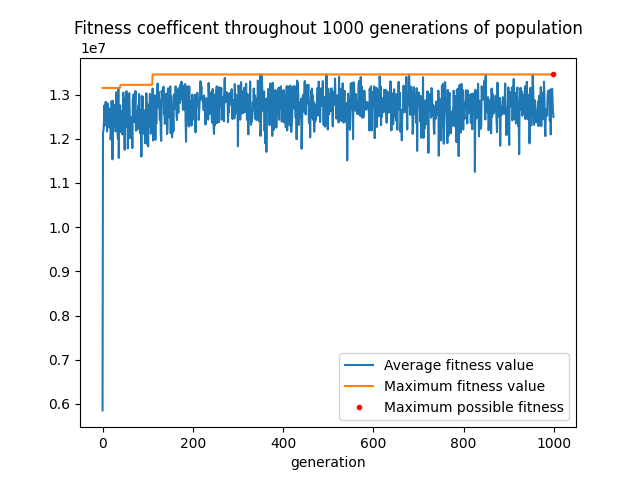 Fitness coefficent throughout 1000 generations of population
1e7
1.3
1.2
1.1
1.0
0.9
0.8
0.7
0.6
0
200
400
600
800
1000
generation
Average fitness value
Maximum fitness value
Maximum possible fitness